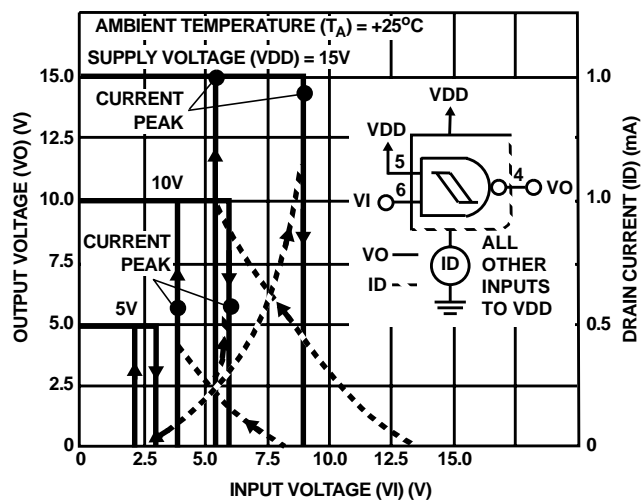 AMBIENT TEMPERATURE (TA) = +25°C
SUPPLY VOLTAGE (VDD) = 15V
15.0
12.5
10.0
7.5
5.0
2.5
0
OUTPUT VOLTAGE (VO) (V)
CURRENT
PEAK
10V
CURRENT
PEAK
5V
VDD
VDD
5
6
4
VI
VO
VO
ID
ID
ALL
OTHER
INPUTS
TO VDD
1.0
1.0
0.5
0
DRAIN CURRENT (ID) (mA)
0 2.5 5.0 7.5 10.0 15.0
INPUT VOLTAGE (VI) (V)